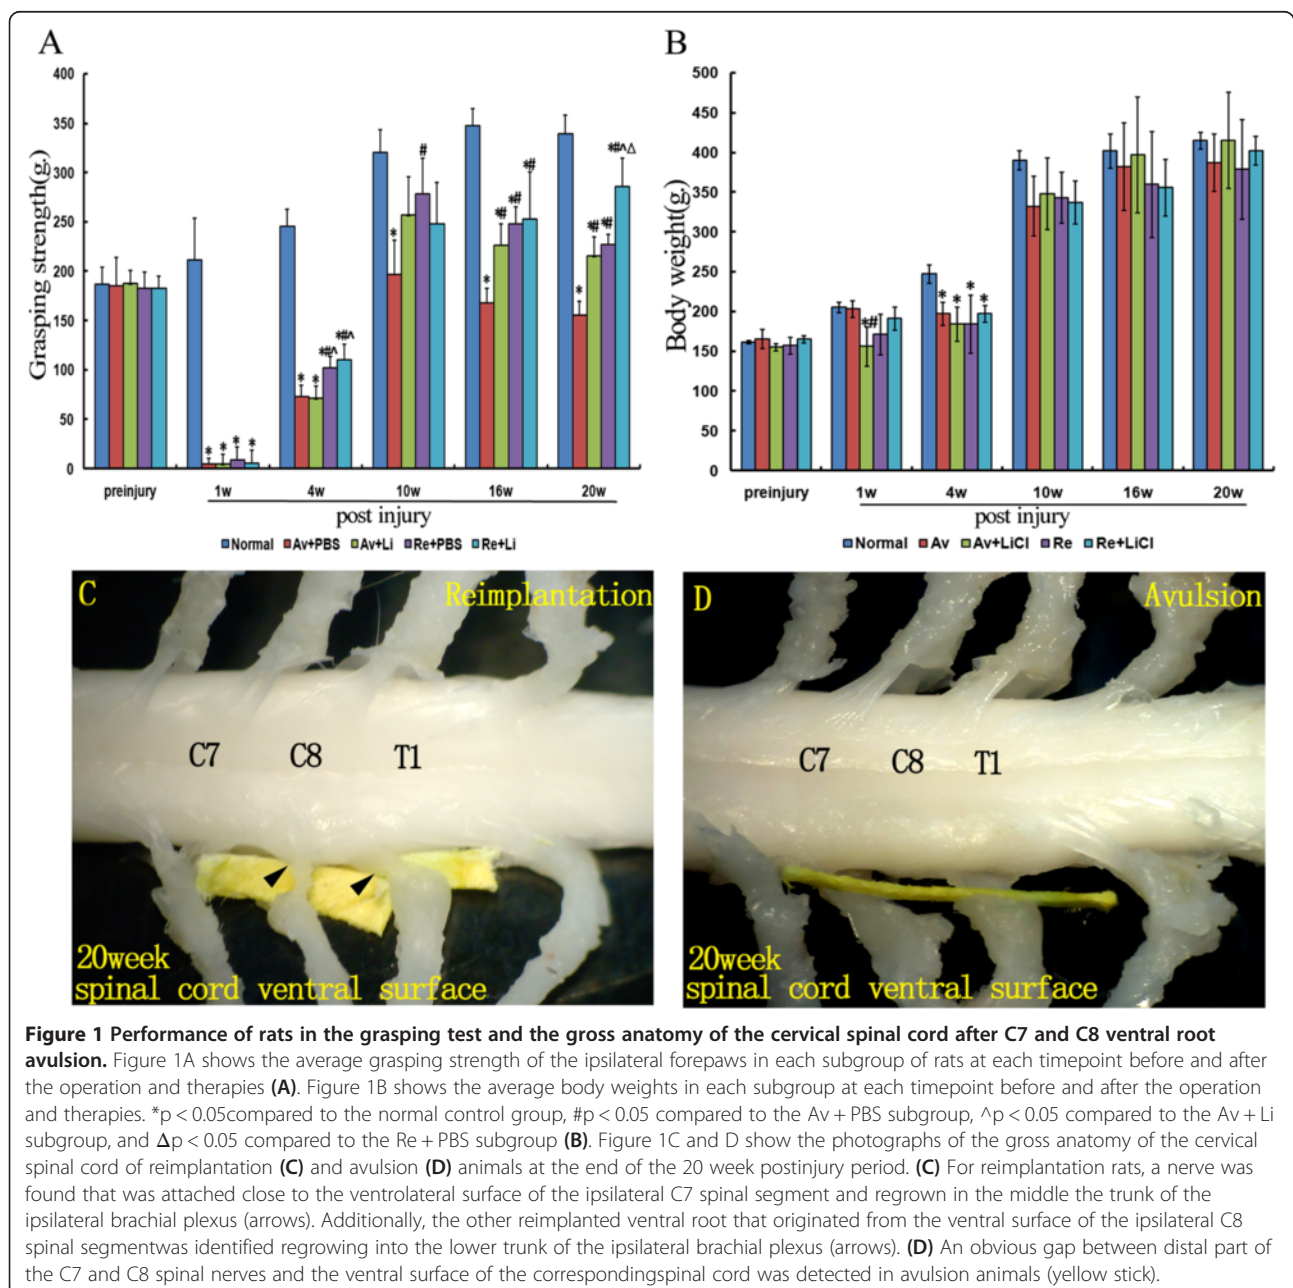 A
B
Grasping strength(g.)
400
350
300
250
200
150
100
50
0
* * * *
* * *#^ *#^
* #
* *# *# *#
* *# *# *#^Δ
preinjury 1w 4w 10w 16w 20w
post injury
Normal Av+PBS Av+Li Re+PBS Re+Li
Body weight(g.)
500
450
400
350
300
250
200
150
100
50
0
*#
* * * *
preinjury 1w 4w 10w 16w 20w
post injury
Normal Av Av+LiCl Re Re+LiCl
C Reimplantation
C7 C8 T1
20week
spinal cord ventral surface
D Avulsion
C7 C8 T1
20week
spinal cord ventral surface
Figure 1 Performance of rats in the grasping test and the gross anatomy of the cervical spinal cord after C7 and C8 ventral root
avulsion. Figure 1A shows the average grasping strength of the ipsilateral forepaws in each subgroup of rats at each timepoint before and after
the operation and therapies (A). Figure 1B shows the average body weights in each subgroup at each timepoint before and after the operation
and therapies. *p < 0.05compared to the normal control group, #p < 0.05 compared to the Av + PBS subgroup, ^p < 0.05 compared to the Av + Li
subgroup, and Δp < 0.05 compared to the Re + PBS subgroup (B). Figure 1C and D show the photographs of the gross anatomy of the cervical
spinal cord of reimplantation (C) and avulsion (D) animals at the end of the 20 week postinjury period. (C) For reimplantation rats, a nerve was
found that was attached close to the ventrolateral surface of the ipsilateral C7 spinal segment and regrown in the middle the trunk of the
ipsilateral brachial plexus (arrows). Additionally, the other reimplanted ventral root that originated from the ventral surface of the ipsilateral C8
spinal segmentwas identified regrowing into the lower trunk of the ipsilateral brachial plexus (arrows). (D) An obvious gap between distal part of
the C7 and C8 spinal nerves and the ventral surface of the correspondingspinal cord was detected in avulsion animals (yellow stick).